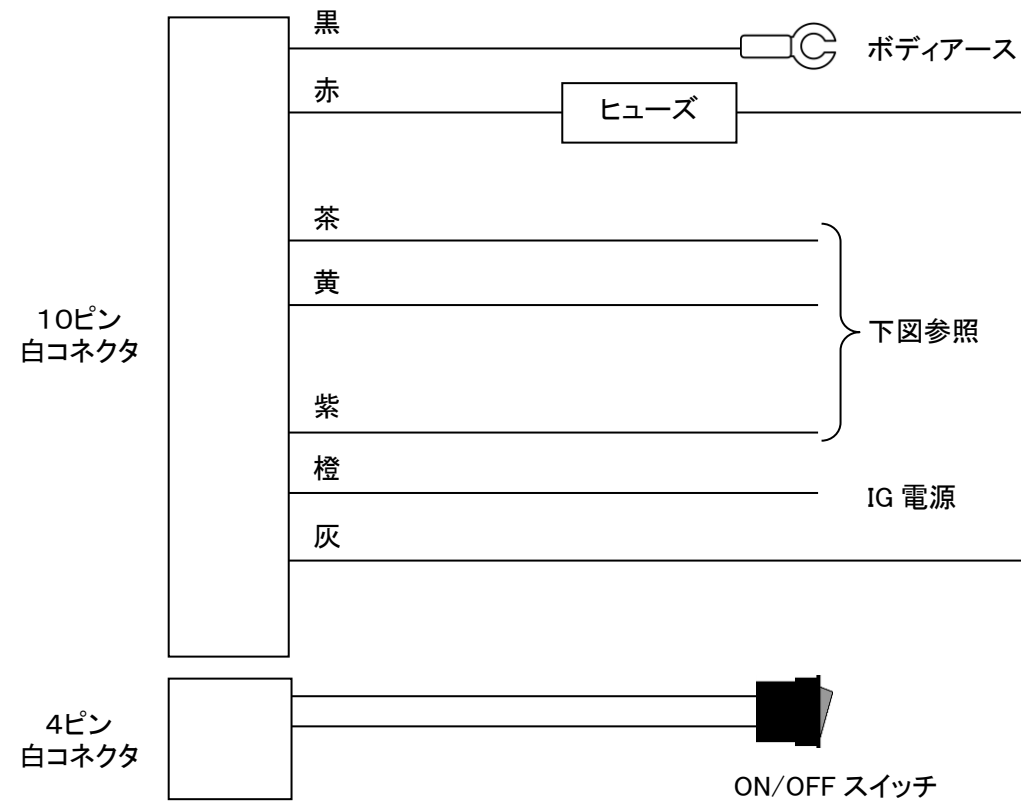 黒
ボディアース
赤
ヒューズ
茶
黄
10ピン
白コネクタ
下図参照
紫
橙
IG 電源
灰
4ピン
白コネクタ
ON/OFF スイッチ